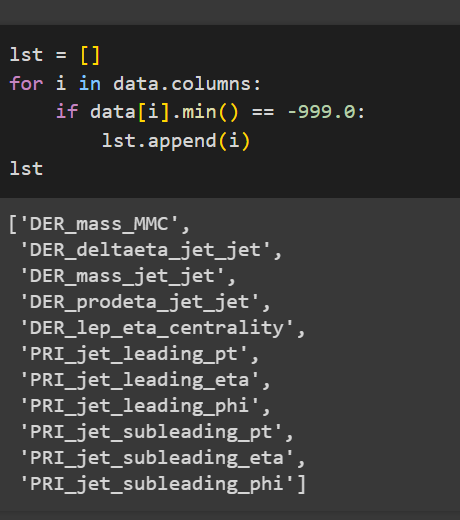 lst = []
for i in data.columns:
    if data[i].min() == -999.0:
        lst.append(i)
lst
['DER_mass_MMC',
 'DER_deltaeta_jet_jet',
 'DER_mass_jet_jet',
 'DER_prodeta_jet_jet',
 'DER_lep_eta_centrality',
 'PRI_jet_leading_pt',
 'PRI_jet_leading_eta',
 'PRI_jet_leading_phi',
 'PRI_jet_subleading_pt',
 'PRI_jet_subleading_eta',
 'PRI_jet_subleading_phi']